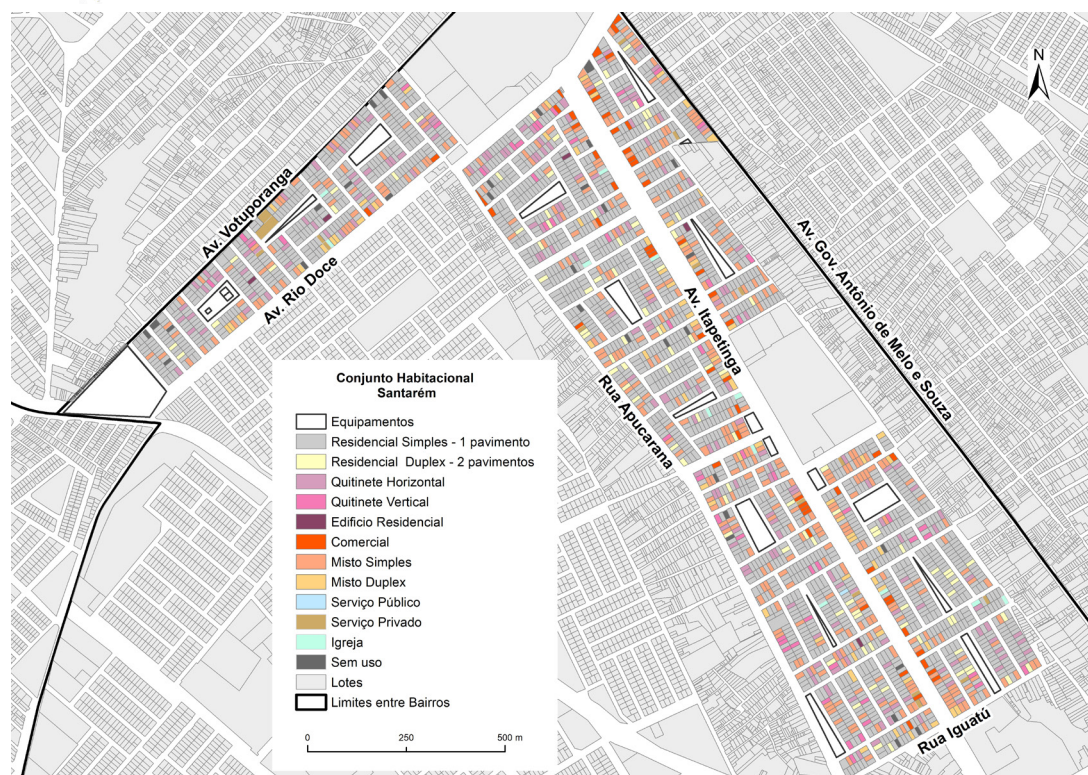 N
Av. Votuporanga
Av. Rio Doce
Av. Itapetinga
Av. Gov. Antônio de Melo e Souza
Rua Apucarana
Rua Iguatú
Conjunto Habitacional
Santarém
Equipamentos
Residencial Simples - 1 pavimento
Residencial Duplex - 2 pavimentos
Quitinete Horizontal
Quitinete Vertical
Edificio Residencial
Comercial
Misto Simples
Misto Duplex
Serviço Público
Serviço Privado
Igreja
Sem uso
Lotes
Limites entre Bairros
0 250 500 m